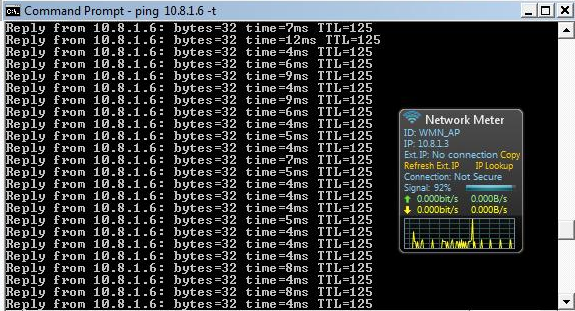 Command Prompt - ping 10.8.1.6 -t
Reply from 10.8.1.6: bytes=32 time=7ms TTL=125
Reply from 10.8.1.6: bytes=32 time=12ms TTL=125
Reply from 10.8.1.6: bytes=32 time=4ms TTL=125
Reply from 10.8.1.6: bytes=32 time=6ms TTL=125
Reply from 10.8.1.6: bytes=32 time=9ms TTL=125
Reply from 10.8.1.6: bytes=32 time=4ms TTL=125
Reply from 10.8.1.6: bytes=32 time=9ms TTL=125
Reply from 10.8.1.6: bytes=32 time=6ms TTL=125
Reply from 10.8.1.6: bytes=32 time=4ms TTL=125
Reply from 10.8.1.6: bytes=32 time=5ms TTL=125
Reply from 10.8.1.6: bytes=32 time=4ms TTL=125
Reply from 10.8.1.6: bytes=32 time=7ms TTL=125
Reply from 10.8.1.6: bytes=32 time=5ms TTL=125
Reply from 10.8.1.6: bytes=32 time=4ms TTL=125
Reply from 10.8.1.6: bytes=32 time=4ms TTL=125
Reply from 10.8.1.6: bytes=32 time=4ms TTL=125
Reply from 10.8.1.6: bytes=32 time=5ms TTL=125
Reply from 10.8.1.6: bytes=32 time=4ms TTL=125
Reply from 10.8.1.6: bytes=32 time=4ms TTL=125
Reply from 10.8.1.6: bytes=32 time=4ms TTL=125
Reply from 10.8.1.6: bytes=32 time=8ms TTL=125
Reply from 10.8.1.6: bytes=32 time=4ms TTL=125
Reply from 10.8.1.6: bytes=32 time=4ms TTL=125
Reply from 10.8.1.6: bytes=32 time=4ms TTL=125
Network Meter
ID: WMN_AP
IP: 10.8.1.3
Ext.IP: No connection Copy
Refresh Ext.IP IP Lookup
Connection: Not Secure
Signal: 92%
0.000bit/s 0.000B/s
0.000bit/s 0.000B/s